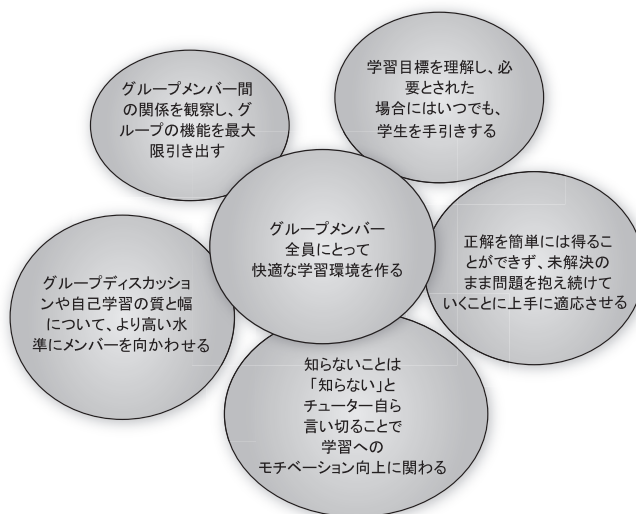 グループメンバー間
の関係を観察し、グ
ループの機能を最大
限引き出す
学習目標を理解し、必
要とされた
場合にはいつでも、
学生を手引きする
グループメンバー
全員にとって
快適な学習環境を作る
正解を簡単には得るこ
とができず、未解決の
まま問題を抱え続けて
いくことに上手に適応させる
グループディスカッショ
ンや自己学習の質と幅
について、より高い水
準にメンバーを向かわせる
知らないことは
「知らない」と
チューター自ら
言い切ることで
学習への
モチベーション向上に関わる